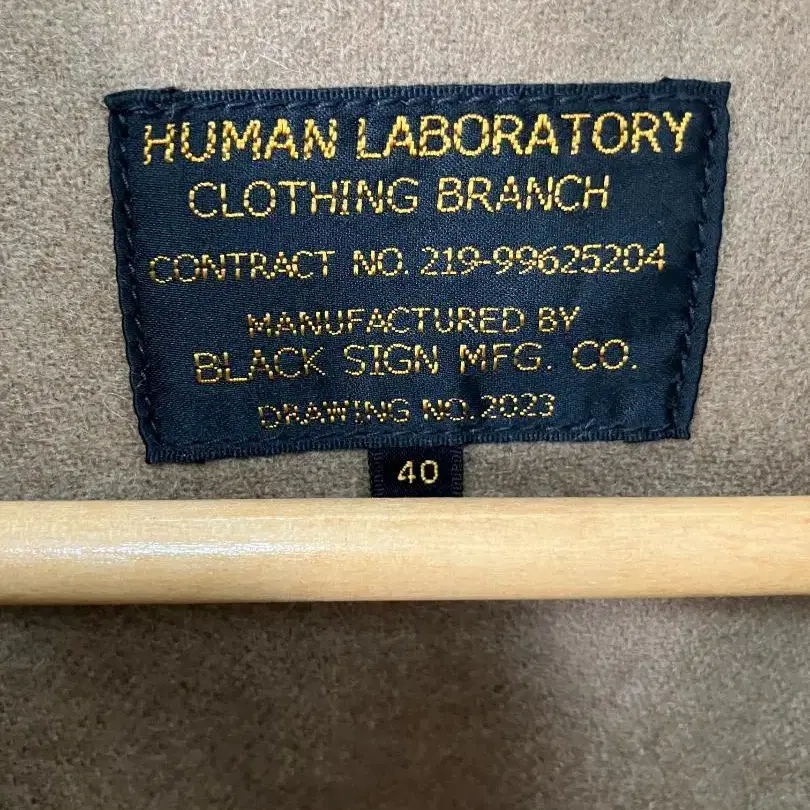 HUMAN LABORATORY
CLOTHING BRANCH
CONTRACT NO. 219-99625204
MANUFACTURED BY
BLACK SIGN MFG. CO.
DRAWING NO. 2023
40